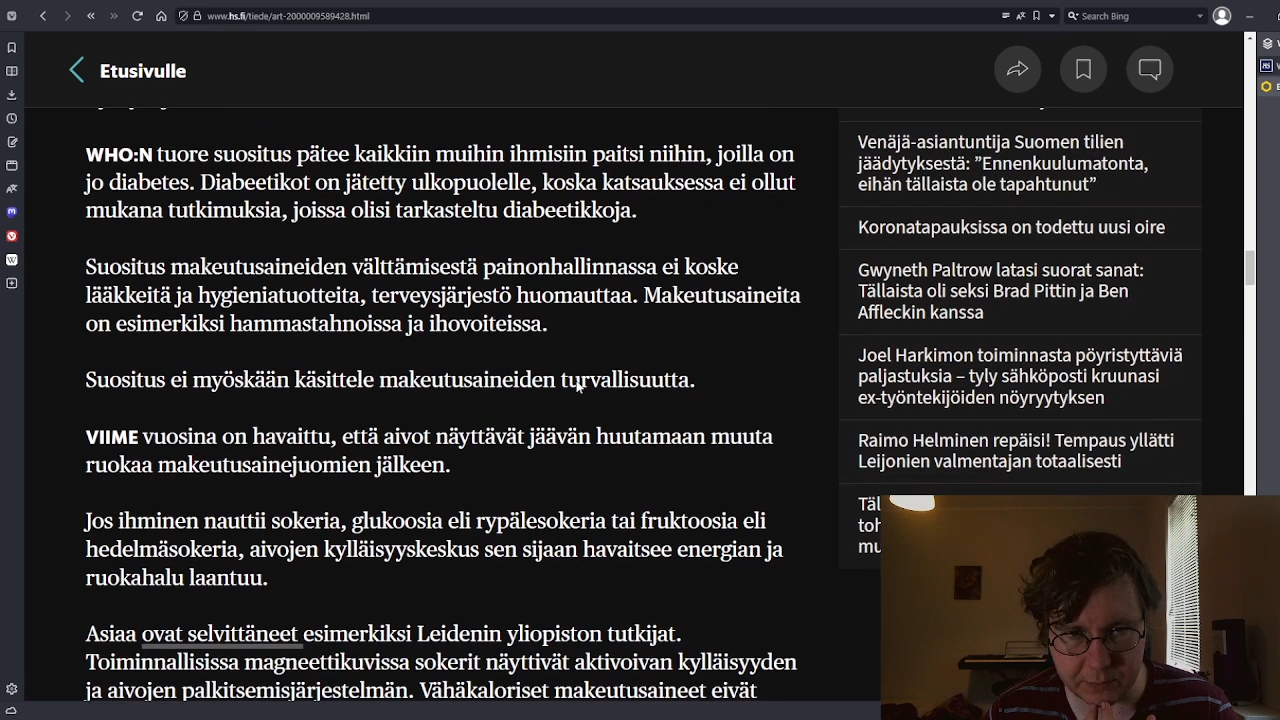 www.hs.fi/tiede/art-2000009589428.html
Search Bing
Etusivulle
WHO:N tuore suositus pätee kaikkiin muihin ihmisiin paitsi niihin, joilla on
jo diabetes. Diabeetikot on jätetty ulkopuolelle, koska katsauksessa ei ollut
mukana tutkimuksia, joissa olisi tarkasteltu diabeetikkoja.
Suositus makeutusaineiden välttämisestä painonhallinnassa ei koske
lääkkeitä ja hygieniatuotteita, terveysjärjestö huomauttaa. Makeutusaineita
on esimerkiksi hammastahnoissa ja ihovoiteissa.
Suositus ei myöskään käsittele makeutusaineiden turvallisuutta.
VIIME vuosina on havaittu, että aivot näyttävät jäävän huutamaan muuta
ruokaa makeutusainejuomien jälkeen.
Jos ihminen nauttii sokeria, glukoosia eli rypälesokeria tai fruktoosia eli
hedelmäsokeria, aivojen kylläisyyskeskus sen sijaan havaitsee energian ja
ruokahalu laantuu.
Asiaa ovat selvittäneet esimerkiksi Leidenin yliopiston tutkijat.
Toiminnallisissa magneettikuvissa sokerit näyttivät aktivoivan kylläisyyden
ja aivojen palkitsemisjärjestelmän. Vähäkaloriset makeutusaineet eivät
Venäjä-asiantuntija Suomen tilien
jäädytyksestä: ”Ennenkuulumatonta,
eihän tällaista ole tapahtunut”
Koronatapauksissa on todettu uusi oire
Gwyneth Paltrow latasi suorat sanat:
Tällaista oli seksi Brad Pittin ja Ben
Affleckin kanssa
Joel Harkimon toiminnasta pöyristyttäviä
paljastuksia – tyly sähköposti kruunasi
ex-työntekijöiden nöyryytyksen
Raimo Helminen repäisi! Tempaus yllätti
Leijonien valmentajan totaalisesti
Täl
toh
mu